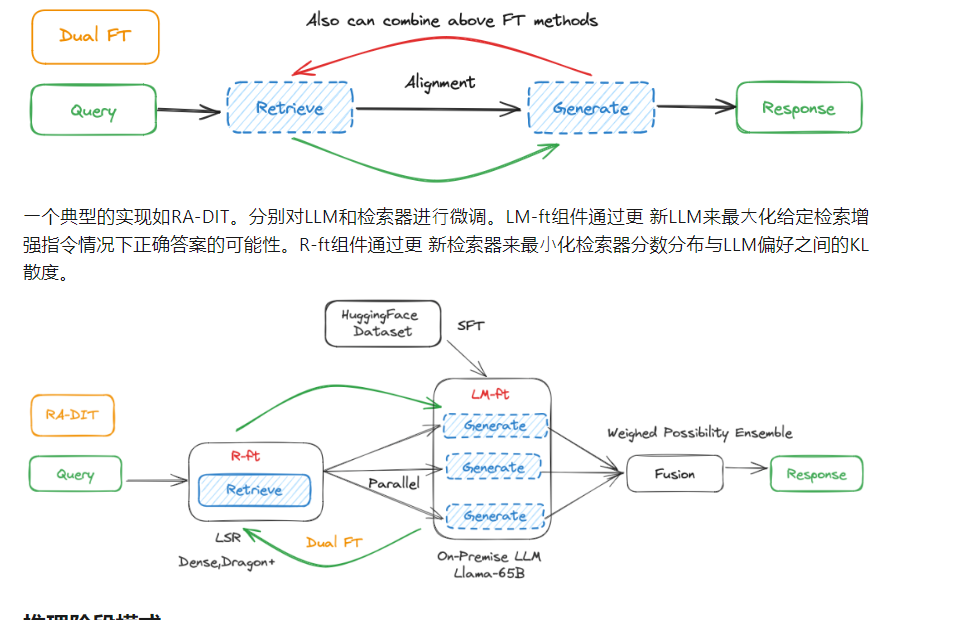 Also can combine above FT methods
Dual FT
Alignment
Query
Retrieve
Generate
Response
一个典型的实现如RA-DIT。分别对LLM和检索器进行微调。LM-ft组件通过更 新LLM来最大化给定检索增
强指令情况下正确答案的可能性。R-ft组件通过更 新检索器来最小化检索器分数分布与LLM偏好之间的KL
散度。
HuggingFace
Dataset
SFT
RA-DIT
LM-ft
Generate
Weighed Possibility Ensemble
Query
R-ft
Retrieve
Parallel
Generate
Fusion
Response
Generate
LSR
Dual FT
Dense,Dragon+
On-Premise LLM
Llama-65B
推理阶段模式